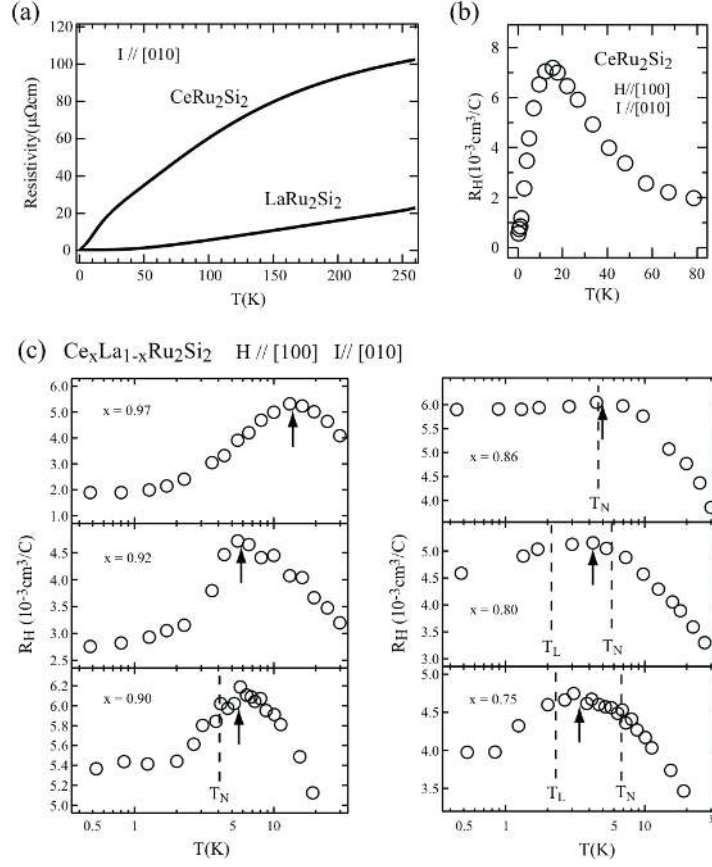 (a)
Resistivity(μΩcm)
120
100
80
60
40
20
0
I // [010]
CeRu2Si2
LaRu2Si2
0 50 100 150 200 250
T(K)
(b)
RH(10-3cm3/C)
8
6
4
2
0
CeRu2Si2
H//[100]
I //[010]
0 20 40 60 80
T(K)
(c) CexLa1-xRu2Si2 H // [100] I// [010]
RH (10-3cm3/C)
6.0
5.0
4.0
3.0
2.0
1.0
x = 0.97
4.5
4.0
3.5
3.0
2.5
x = 0.92
6.2
6.0
5.8
5.6
5.4
5.2
5.0
x = 0.90
TN
0.5 1 5 10
T(K)
RH (10-3cm3/C)
6.0
5.5
5.0
4.5
4.0
x = 0.86
TN
5.5
5.0
4.5
4.0
3.5
3.0
x = 0.80
TL TN
5.0
4.5
4.0
3.5
x = 0.75
TL TN
0.5 1 5 10
T(K)